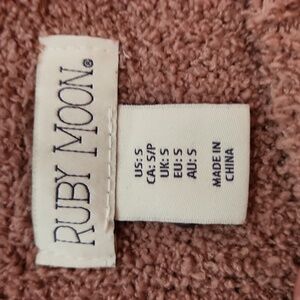 RUBY MOON®
US: S
CA: S/P
UK: S
EU: S
AU: S
MADE IN
CHINA